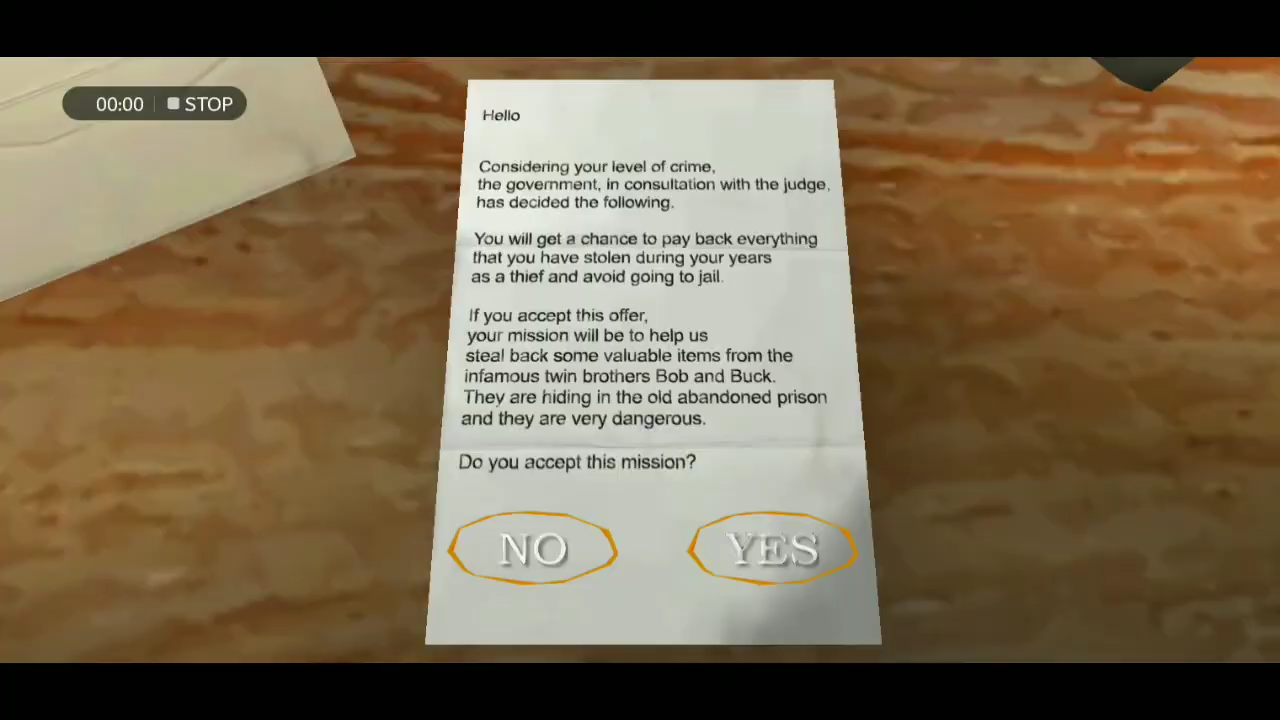 00:00 STOP
Hello
Considering your level of crime,
the government, in consultation with the judge,
has decided the following.
You will get a chance to pay back everything
that you have stolen during your years
as a thief and avoid going to jail.
If you accept this offer,
your mission will be to help us
steal back some valuable items from the
infamous twin brothers Bob and Buck.
They are hiding in the old abandoned prison
and they are very dangerous.
Do you accept this mission?
NO YES